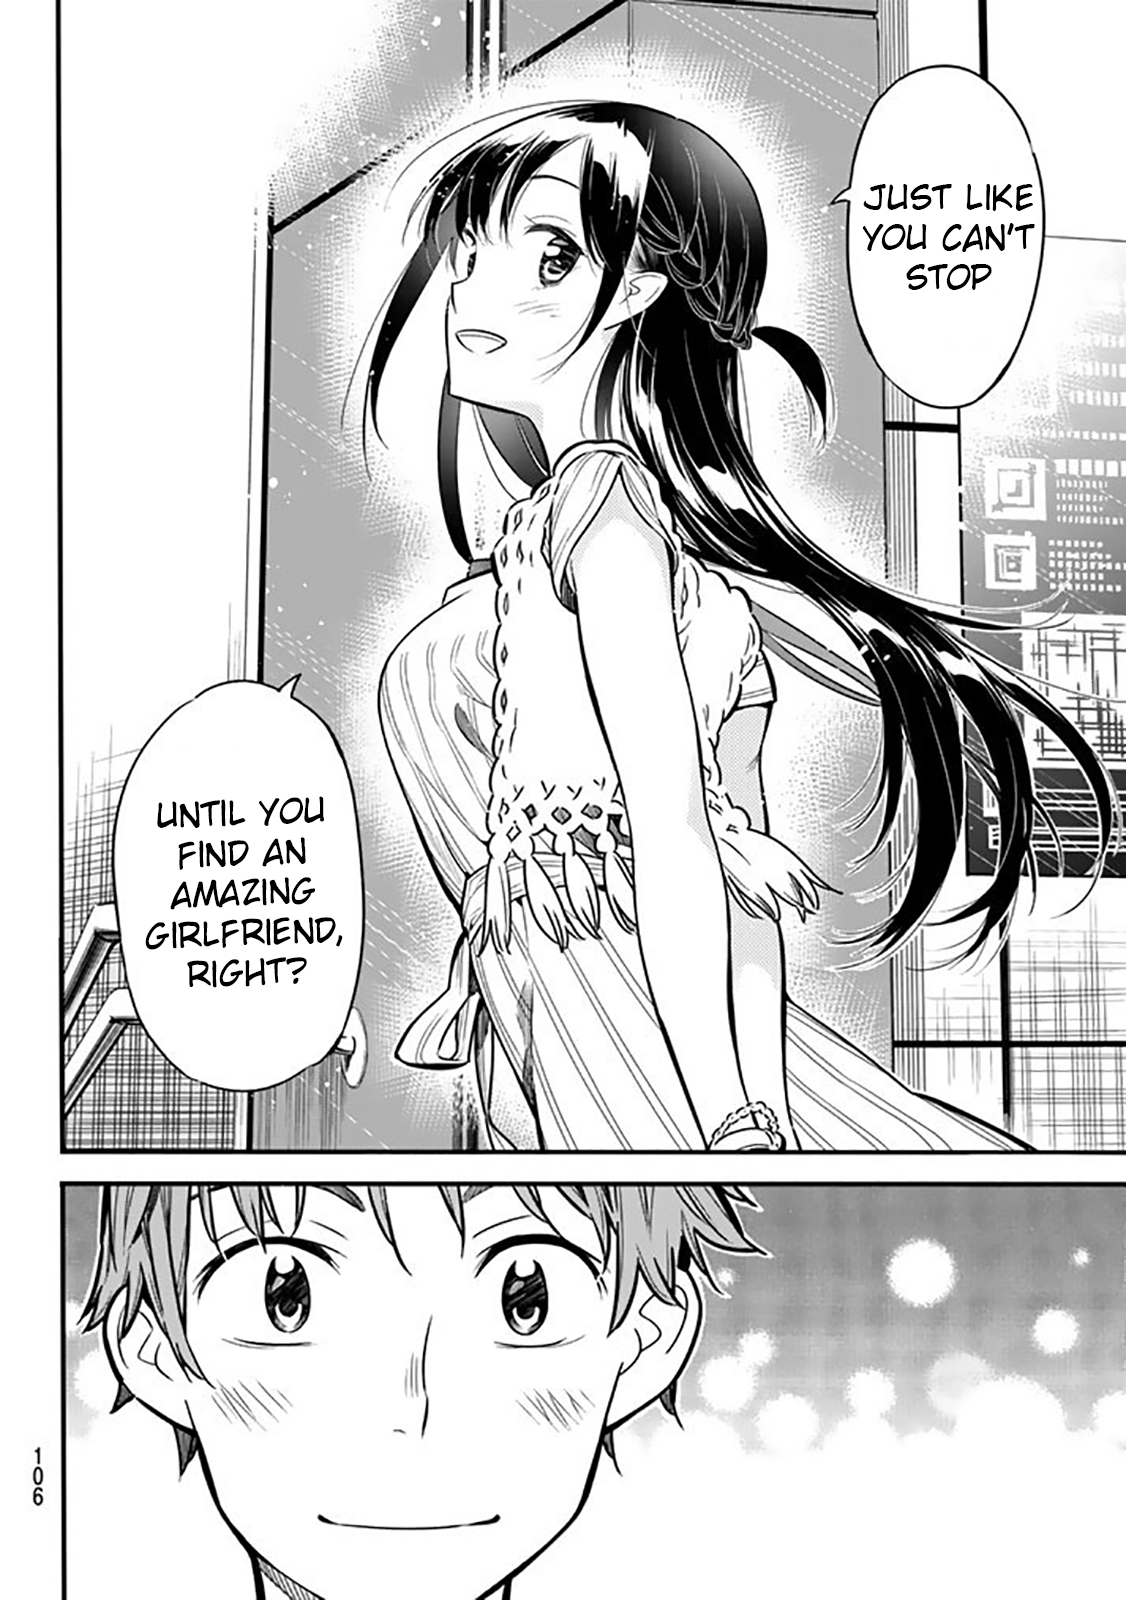 JUST LIKE
YOU CAN'T
STOP
UNTIL YOU
FIND AN
AMAZING
GIRLFRIEND,
RIGHT?
106